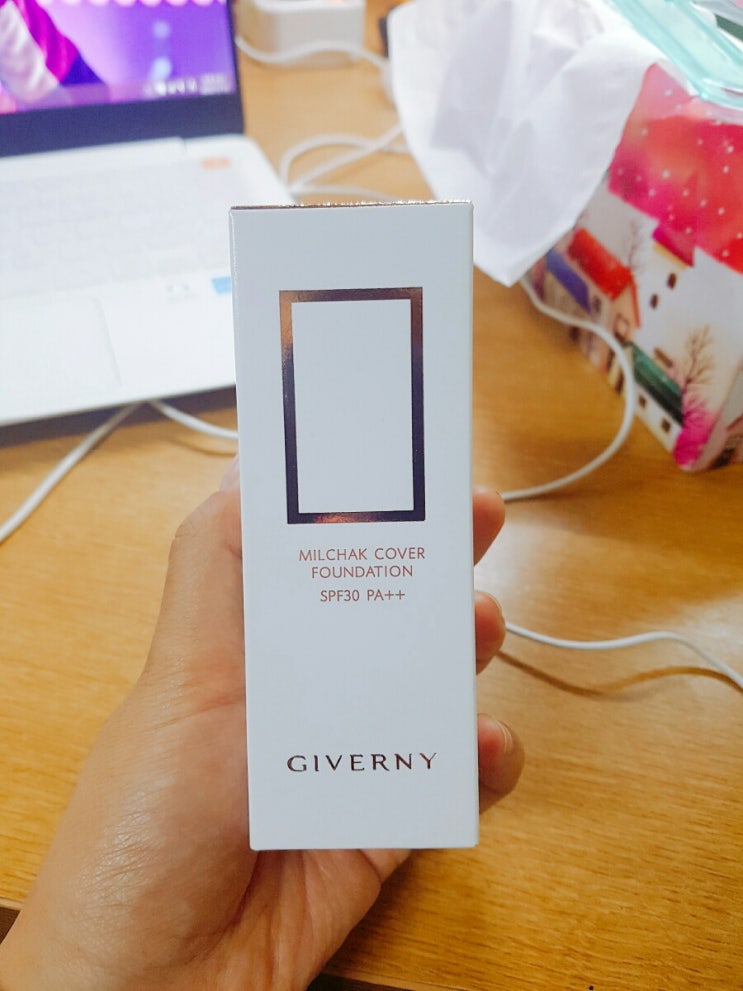 MILCHAK COVER
FOUNDATION
SPF30 PA++
GIVERNY